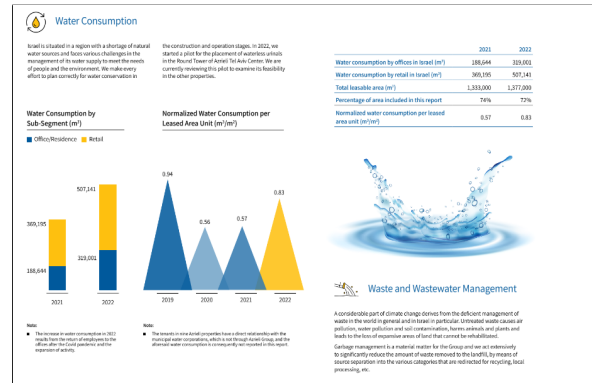 Water Consumption
Israel is situated in a region with a shortage of natural
water sources and faces various challenges in the
management of its water supply to meet the needs
of people and the environment. We make every
effort to plan correctly for water conservation in
the construction and operation stages. In 2022, we
started a pilot for the placement of waterless urinals
in the Round Tower of Azrieli Tel Aviv Center. We are
currently reviewing this pilot to examine its feasibility
in the other properties.
2021 2022
Water consumption by offices in Israel (m³) 188,644 319,001
Water consumption by retail in Israel (m³) 369,195 507,141
Total leasable area (m²) 1,333,000 1,377,000
Percentage of area included in this report 74% 72%
Normalized water consumption per leased
area unit (m³/m²) 0.57 0.83
Water Consumption by
Sub-Segment (m³)
Office/Residence Retail
507,141
369,195
319,001
188,644
2021 2022
Note:
■ The increase in water consumption in 2022
results from the return of employees to the
offices after the Covid pandemic and the
expansion of activity.
Normalized Water Consumption per
Leased Area Unit (m³/m²)
0.94
0.56
0.57
0.83
2019 2020 2021 2022
Note:
■ The tenants in nine Azrieli properties have a direct relationship with the
municipal water corporations, which is not through Azrieli Group, and the
aforesaid water consumption is consequently not reported in this report.
Waste and Wastewater Management
A considerable part of climate change derives from the deficient management of
waste in the world in general and in Israel in particular. Untreated waste causes air
pollution, water pollution and soil contamination, harms animals and plants and
leads to the loss of expansive areas of land that cannot be rehabilitated.
Garbage management is a material matter for the Group and we act extensively
to significantly reduce the amount of waste removed to the landfill, by means of
source separation into the various categories that are redirected for recycling, local
processing, etc.